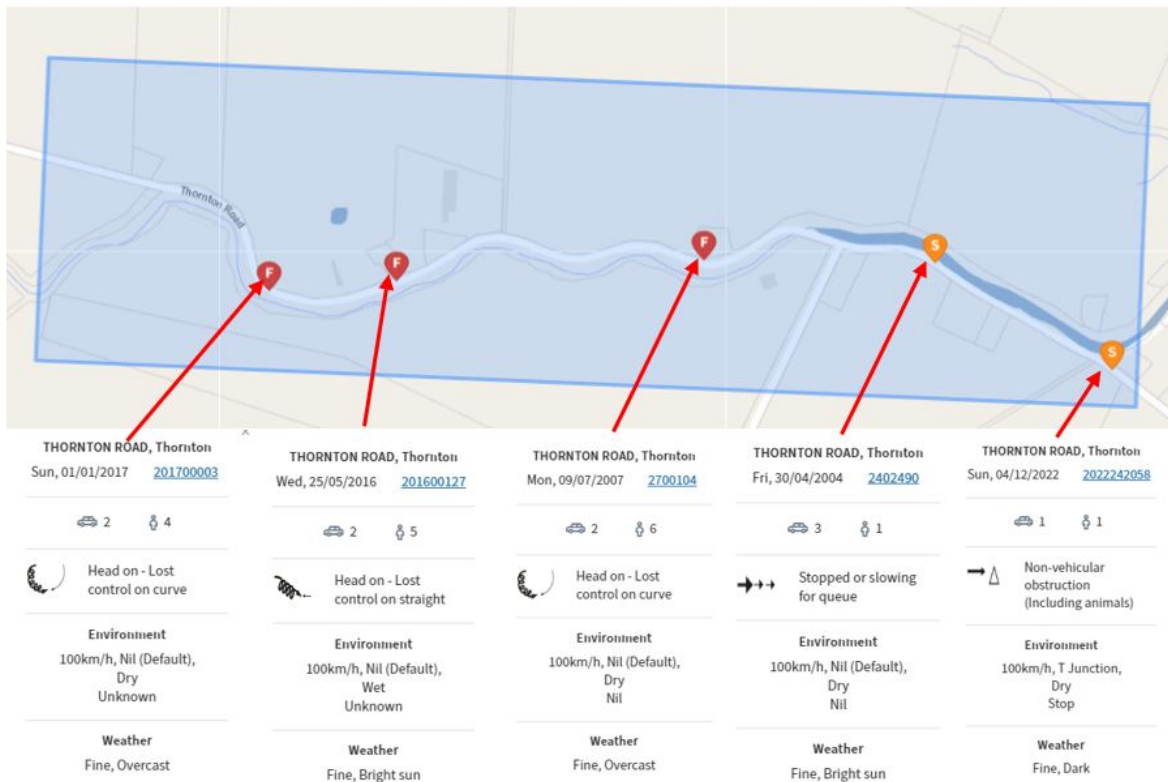 Thornton Road
F
F
F
S
S
THORNTON ROAD, Thornton
Sun, 01/01/2017 201700003
2 4
Head on - Lost
control on curve
Environment
100km/h, Nil (Default),
Dry
Unknown
Weather
Fine, Overcast
THORNTON ROAD, Thornton
Wed, 25/05/2016 201600127
2 5
Head on - Lost
control on straight
Environment
100km/h, Nil (Default),
Wet
Unknown
Weather
Fine, Bright sun
THORNTON ROAD, Thornton
Mon, 09/07/2007 2700104
2 6
Head on - Lost
control on curve
Environment
100km/h, Nil (Default),
Dry
Nil
Weather
Fine, Overcast
THORNTON ROAD, Thornton
Fri, 30/04/2004 2402490
3 1
Stopped or slowing
for queue
Environment
100km/h, Nil (Default),
Dry
Nil
Weather
Fine, Bright sun
THORNTON ROAD, Thornton
Sun, 04/12/2022 2022242058
1 1
Non-vehicular
obstruction
(Including animals)
Environment
100km/h, T Junction,
Dry
Stop
Weather
Fine, Dark